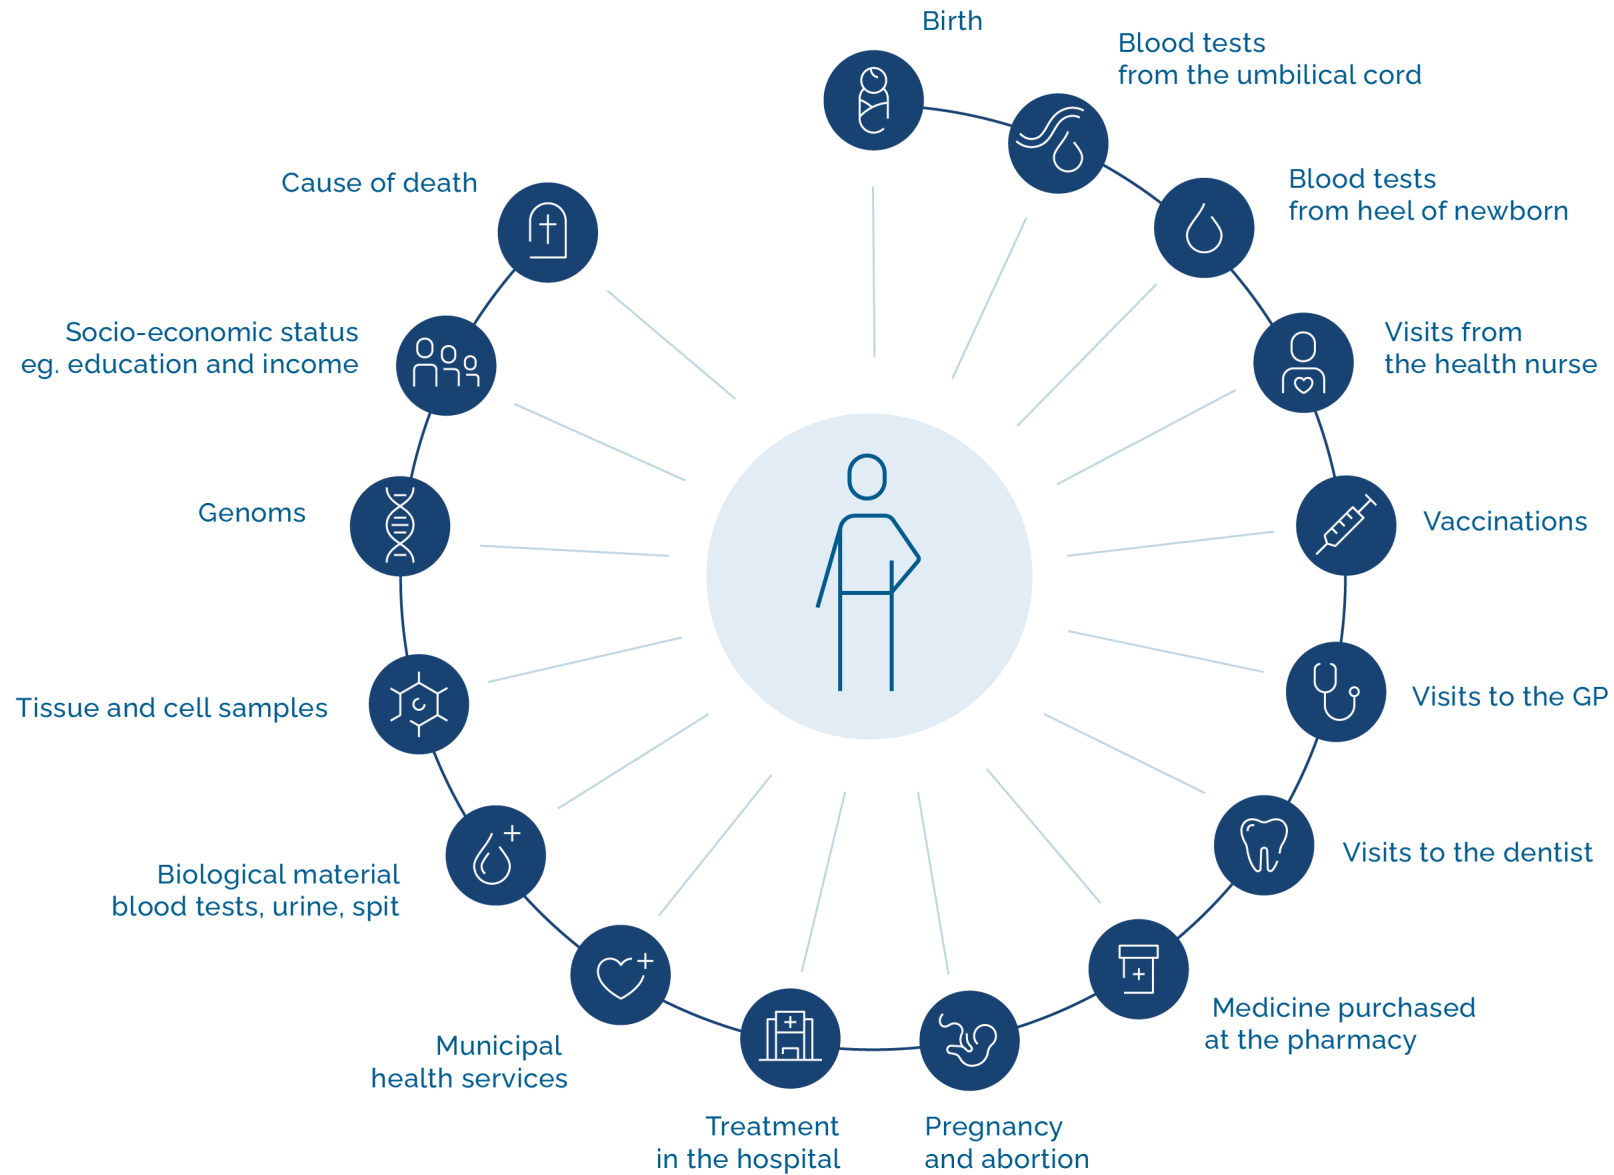 Birth
Blood tests
from the umbilical cord
Blood tests
from heel of newborn
Visits from
the health nurse
Vaccinations
Visits to the GP
Visits to the dentist
Medicine purchased
at the pharmacy
Pregnancy
and abortion
Treatment
in the hospital
Municipal
health services
Biological material
blood tests, urine, spit
Tissue and cell samples
Genoms
Socio-economic status
eg. education and income
Cause of death